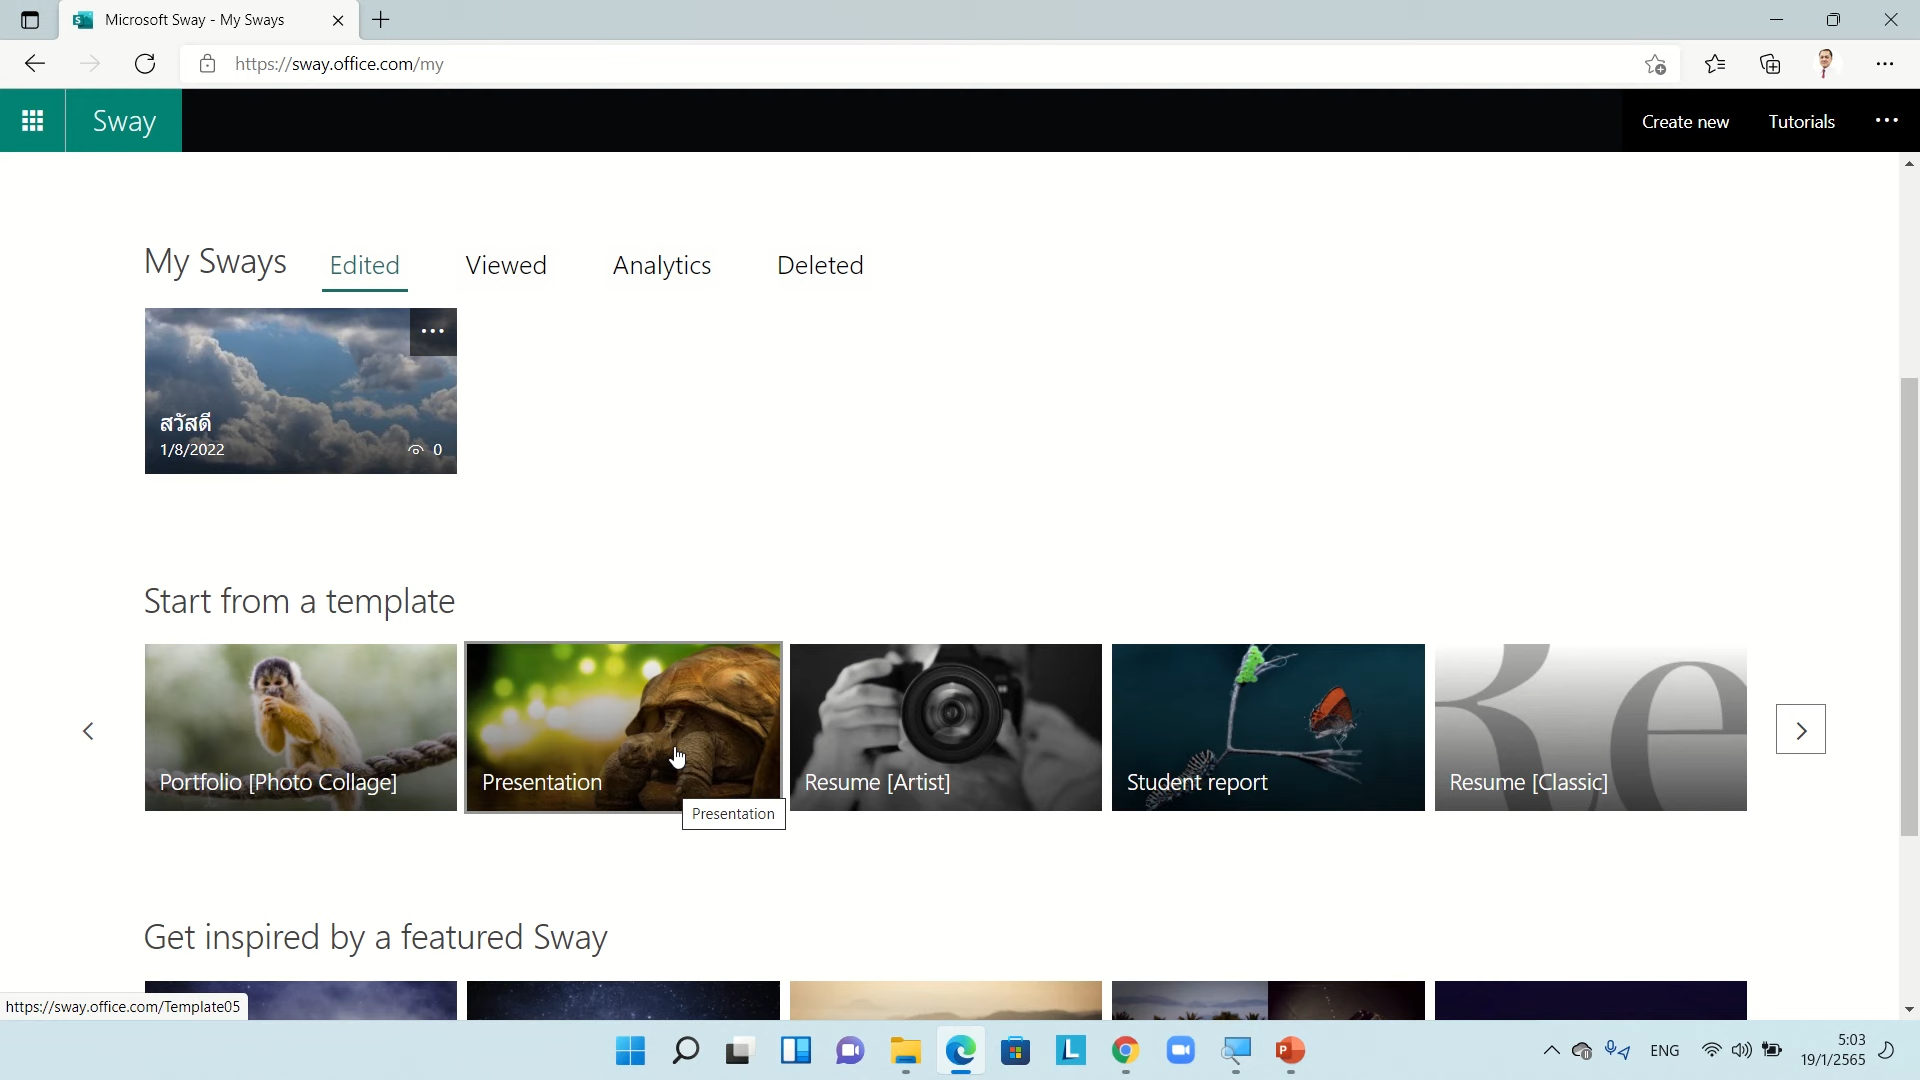 Microsoft Sway - My Sways
https://sway.office.com/my
Sway
Create new
Tutorials
My Sways
Edited
Viewed
Analytics
Deleted
สวัสดี
1/8/2022
0
Start from a template
Portfolio [Photo Collage]
Presentation
Resume [Artist]
Student report
Resume [Classic]
Re
Presentation
Get inspired by a featured Sway
https://sway.office.com/Template05
L
P
ENG
5:03
19/1/2565